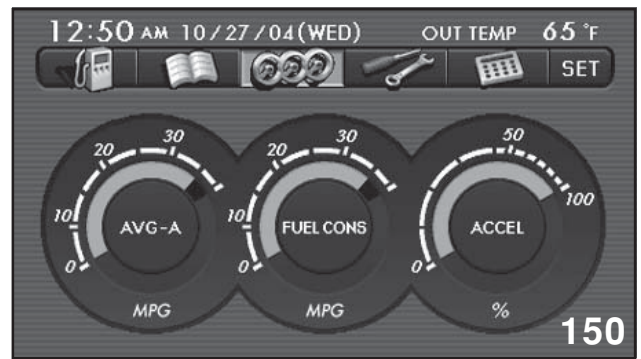 12:50 AM 10/27/04(WED) OUT TEMP 65 °F
SET
0 10 20 30 0 10 20 30 0 50 100
AVG-A FUEL CONS ACCEL
MPG MPG %
150